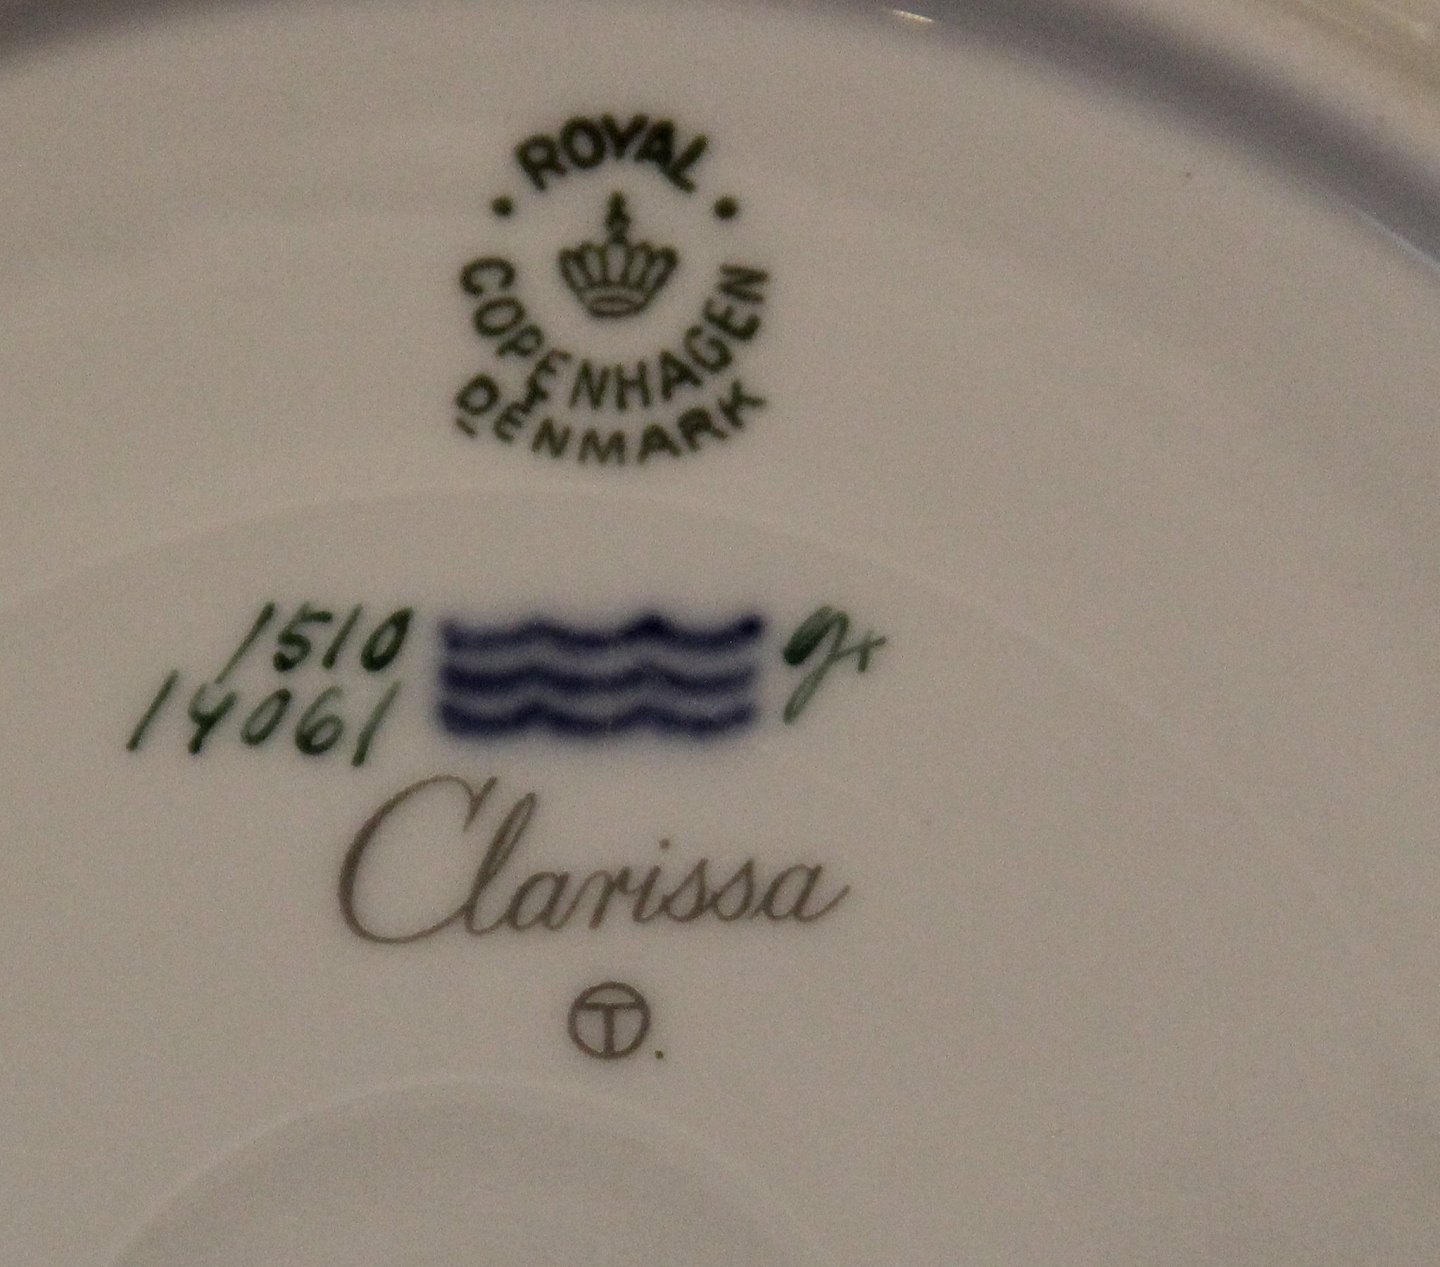 ROYAL
COPENHAGEN
DENMARK
1510
14061
Clarissa
T